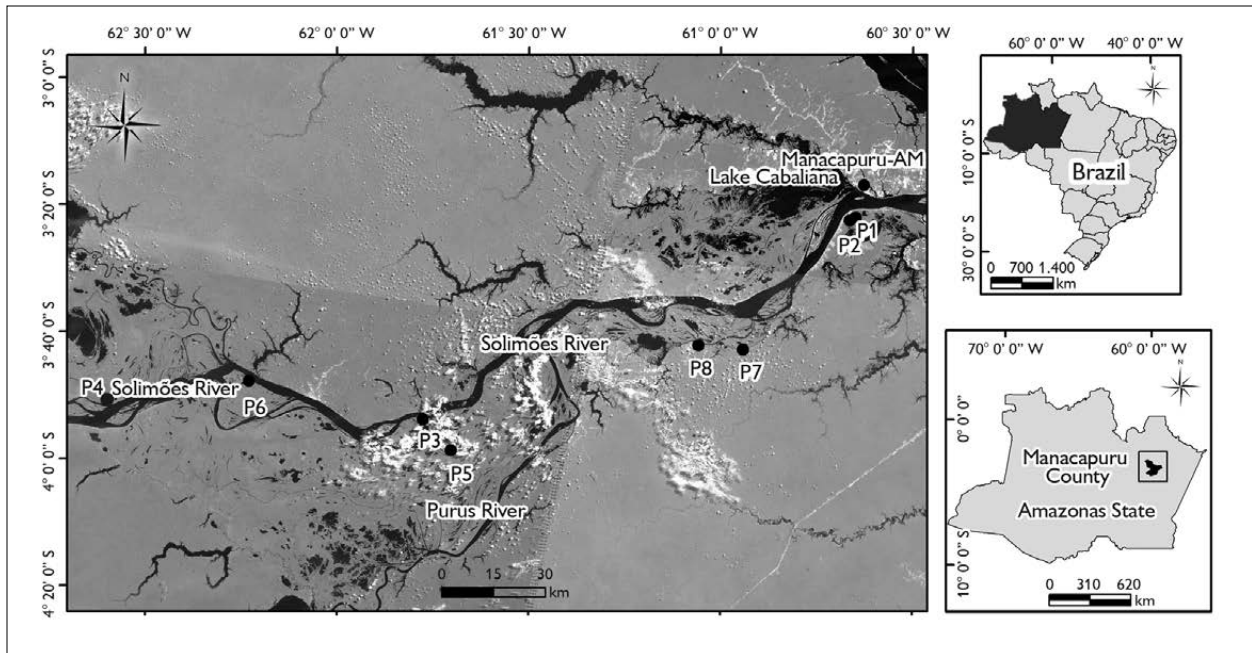 62° 30' 0" W 62° 0' 0" W 61° 30' 0" W 61° 0' 0" W 60° 30' 0" W
3° 0' 0" S
3° 20' 0" S
3° 40' 0" S
4° 0' 0" S
4° 20' 0" S
N
Manacapuru-AM
Lake Cabaliana
P1
P2
Solimões River
P8
P7
P4 Solimões River
P6
P3
P5
Purus River
0 15 30
km
60° 0' 0" W 40° 0' 0" W
N
10° 0' 0" S
30° 0' 0" S
Brazil
0 700 1.400
km
70° 0' 0" W 60° 0' 0" W
N
0° 0' 0"
10° 0' 0" S
Manacapuru
County
Amazonas State
0 310 620
km